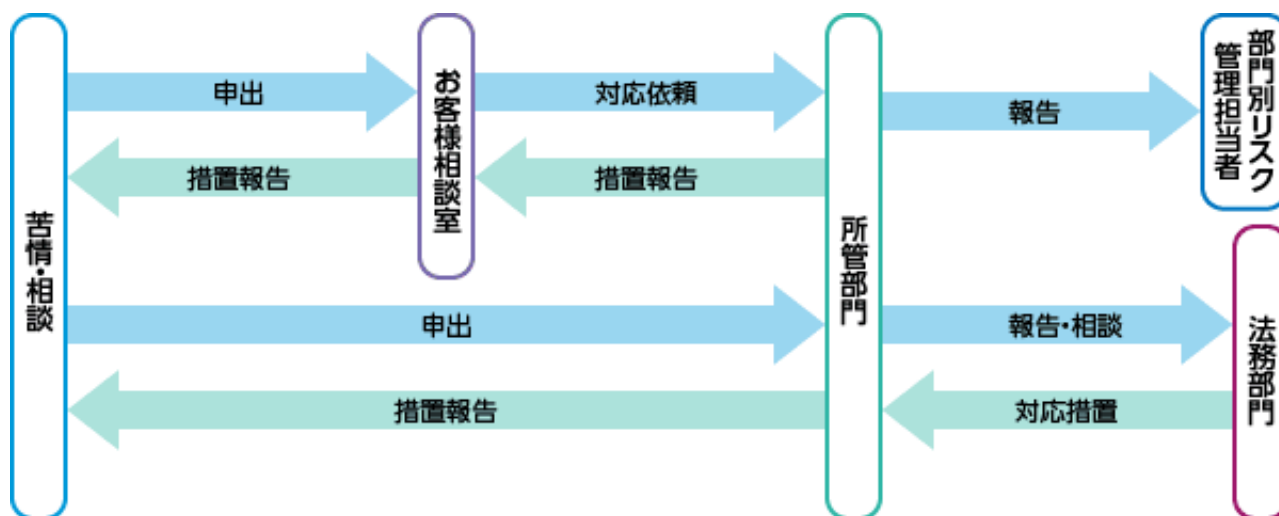 苦情・相談
申出
措置報告
お客様相談室
対応依頼
措置報告
申出
措置報告
所管部門
報告
部門別リスク
管理担当者
報告・相談
対応措置
法務部門